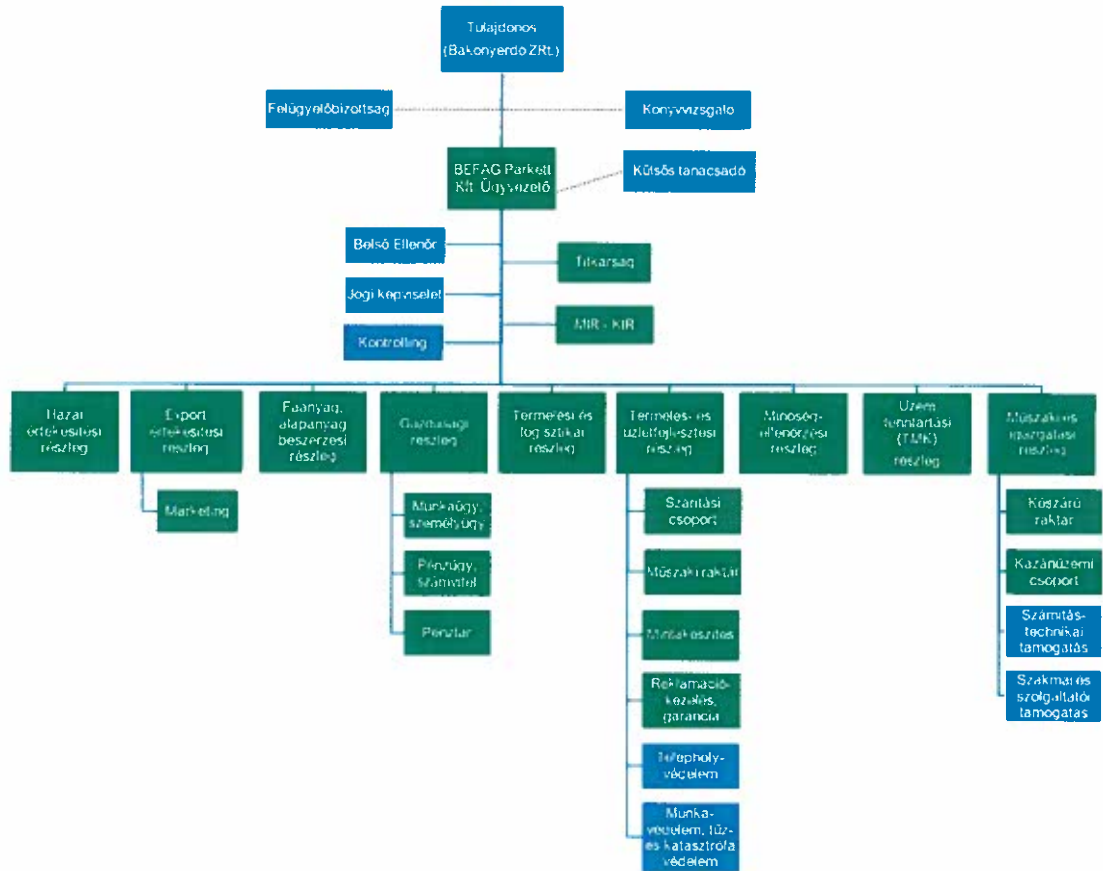 Tulajdonos
(Bakonyerdő ZRt.)
Felügyelőbizottság
Könyvvizsgáló
BEFAG Parkett
Kft. Ügyvezető
Külsős tanácsadó
Belső Ellenőr
Titkárság
Jogi képviselet
MIR - KIR
Kontrolling
Hazai
értékesítési
részleg
Export
értékesítési
részleg
Faanyag,
alapanyag
beszerzési
részleg
Gazdasági
részleg
Termelési és
logisztikai
részleg
Termelés- és
üzletfejlesztési
részleg
Minőség-
ellenőrzési
részleg
Üzem
fenntartási
(TMK)
részleg
Műszaki és
igazgatási
részleg
Marketing
Munkaügy,
személyügy
Pénzügy,
számvitel
Pénztár
Szárítási
csoport
Műszaki raktár
Mintakészítés
Reklamáció-
kezelés,
garancia
Telephely-
védelem
Munka-
védelem, tűz-
és katasztrófa
védelem
Készáru
raktár
Kazánüzemi
csoport
Számítás-
technikai
támogatás
Szakmai és
szolgáltatói
támogatás